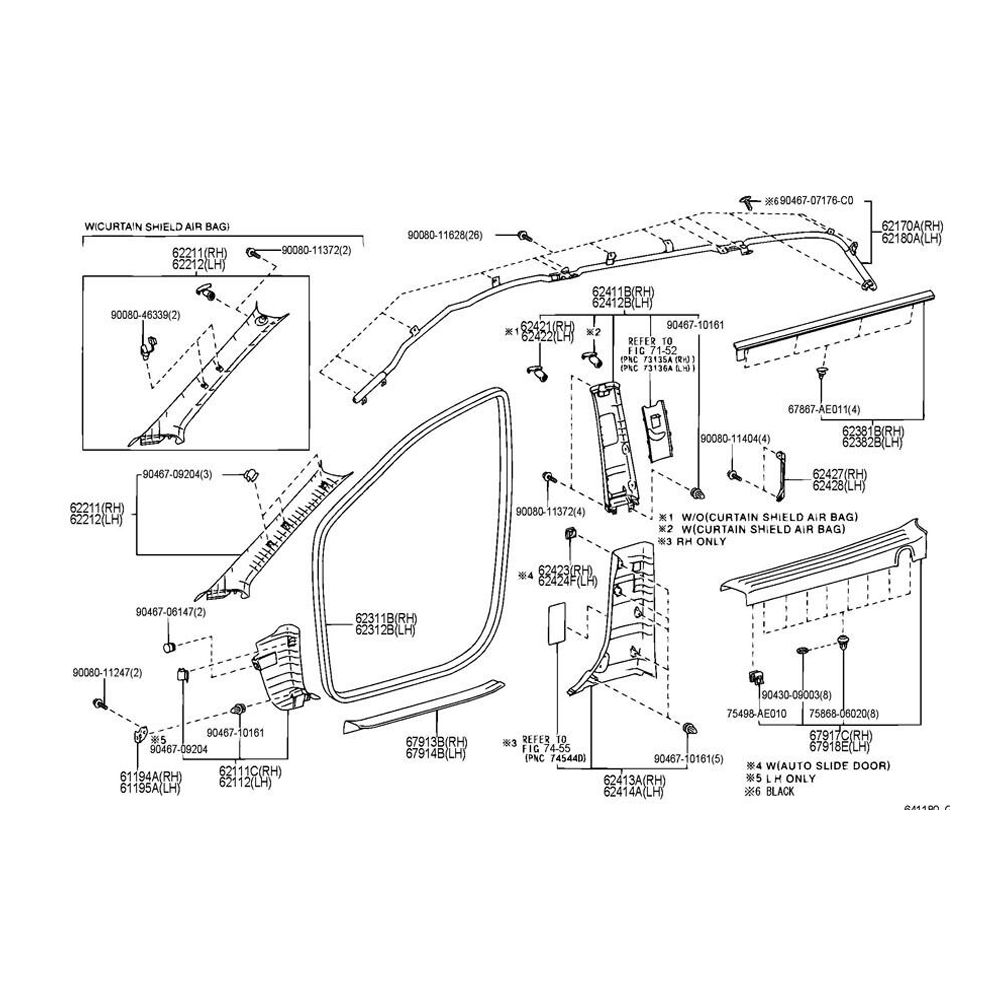 ※6 90467-07176-C0
62170A(RH)
62180A(LH)
W(CURTAIN SHIELD AIR BAG)
90080-11628(26)
62211(RH)
62212(LH)
90080-11372(2)
62411B(RH)
62412B(LH)
90080-46339(2)
※1 62421(RH)
62422(LH)
※2
90467-10161
REFER TO
FIG 71-52
(PNC 73135A (RH))
(PNC 73136A (LH))
67867-AE011(4)
62381B(RH)
62382B(LH)
90080-11404(4)
90467-09204(3)
62427(RH)
62428(LH)
62211(RH)
62212(LH)
90080-11372(4)
※1 W/O(CURTAIN SHIELD AIR BAG)
※2 W(CURTAIN SHIELD AIR BAG)
※3 RH ONLY
※4 62423(RH)
62424F(LH)
90467-06147(2)
62311B(RH)
62312B(LH)
90080-11247(2)
90430-09003(8)
75498-AE010
75868-06020(8)
90467-10161
※5
90467-09204
67913B(RH)
67914B(LH)
※3 REFER TO
FIG 74-55
(PNC 74544D)
90467-10161(5)
67917C(RH)
67918E(LH)
61194A(RH)
61195A(LH)
62111C(RH)
62112(LH)
62413A(RH)
62414A(LH)
※4 W(AUTO SLIDE DOOR)
※5 LH ONLY
※6 BLACK